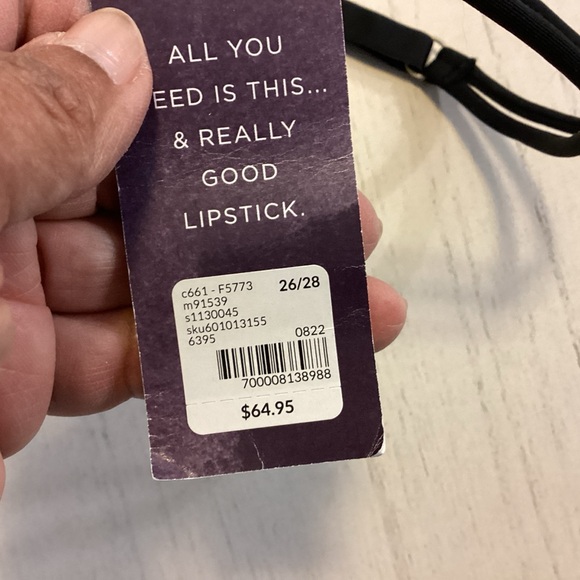 ALL YOU
EED IS THIS...
& REALLY
GOOD
LIPSTICK.
c661 - F5773 26/28
m91539
s1130045
sku601013155
6395 0822
700008138988
$64.95